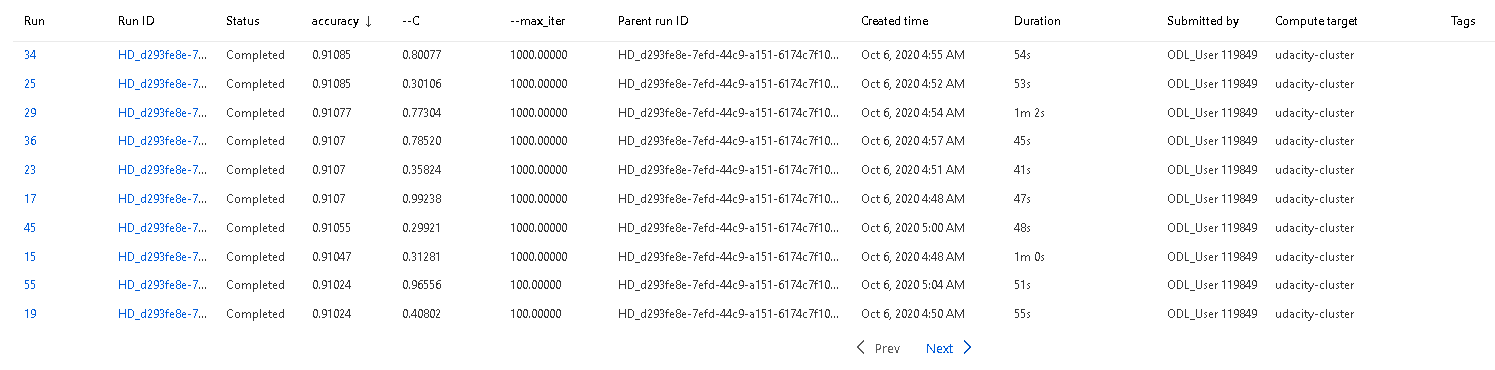 Run Run ID Status accuracy ↓ --C --max_iter Parent run ID Created time Duration Submitted by Compute target Tags
34 HD_d293fe8e-7... Completed 0.91085 0.80077 1000.00000 HD_d293fe8e-7efd-44c9-a151-6174c7f10... Oct 6, 2020 4:55 AM 54s ODL_User 119849 udacity-cluster
25 HD_d293fe8e-7... Completed 0.91085 0.30106 1000.00000 HD_d293fe8e-7efd-44c9-a151-6174c7f10... Oct 6, 2020 4:52 AM 53s ODL_User 119849 udacity-cluster
29 HD_d293fe8e-7... Completed 0.91077 0.77304 1000.00000 HD_d293fe8e-7efd-44c9-a151-6174c7f10... Oct 6, 2020 4:54 AM 1m 2s ODL_User 119849 udacity-cluster
36 HD_d293fe8e-7... Completed 0.9107 0.78520 1000.00000 HD_d293fe8e-7efd-44c9-a151-6174c7f10... Oct 6, 2020 4:57 AM 45s ODL_User 119849 udacity-cluster
23 HD_d293fe8e-7... Completed 0.9107 0.35824 1000.00000 HD_d293fe8e-7efd-44c9-a151-6174c7f10... Oct 6, 2020 4:51 AM 41s ODL_User 119849 udacity-cluster
17 HD_d293fe8e-7... Completed 0.9107 0.99238 1000.00000 HD_d293fe8e-7efd-44c9-a151-6174c7f10... Oct 6, 2020 4:48 AM 47s ODL_User 119849 udacity-cluster
45 HD_d293fe8e-7... Completed 0.91055 0.29921 1000.00000 HD_d293fe8e-7efd-44c9-a151-6174c7f10... Oct 6, 2020 5:00 AM 48s ODL_User 119849 udacity-cluster
15 HD_d293fe8e-7... Completed 0.91047 0.31281 1000.00000 HD_d293fe8e-7efd-44c9-a151-6174c7f10... Oct 6, 2020 4:48 AM 1m 0s ODL_User 119849 udacity-cluster
55 HD_d293fe8e-7... Completed 0.91024 0.96556 100.00000 HD_d293fe8e-7efd-44c9-a151-6174c7f10... Oct 6, 2020 5:04 AM 51s ODL_User 119849 udacity-cluster
19 HD_d293fe8e-7... Completed 0.91024 0.40802 100.00000 HD_d293fe8e-7efd-44c9-a151-6174c7f10... Oct 6, 2020 4:50 AM 55s ODL_User 119849 udacity-cluster
Prev Next